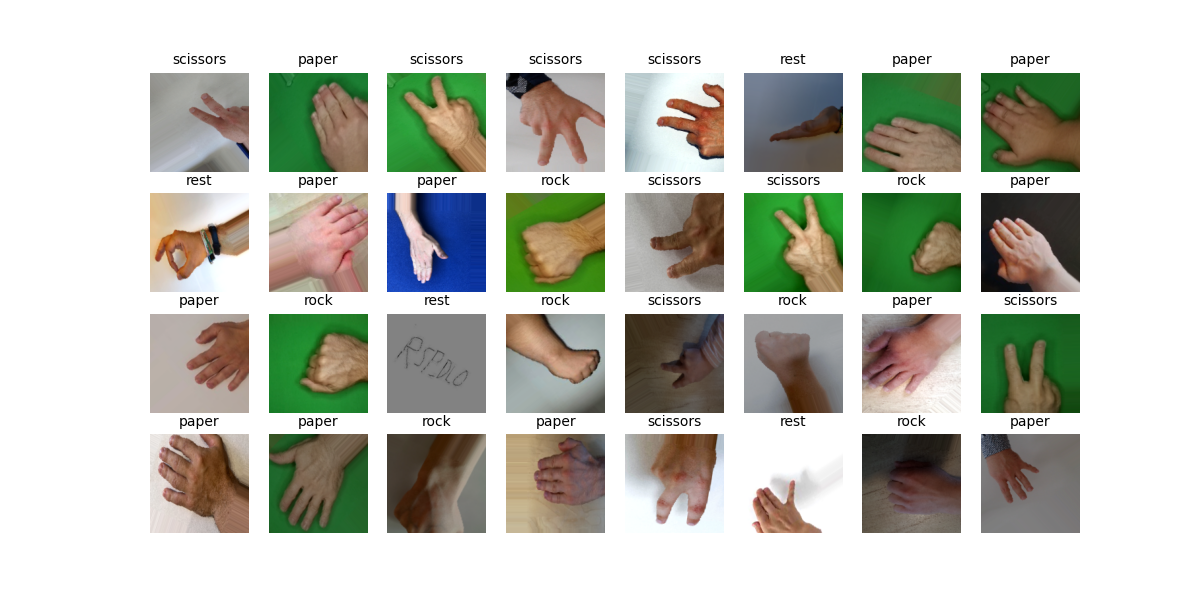 scissors paper scissors scissors scissors rest paper paper
rest paper paper rock scissors scissors rock paper
paper rock rest rock scissors rock paper scissors
RSP_DLO
paper paper rock paper scissors rest rock paper